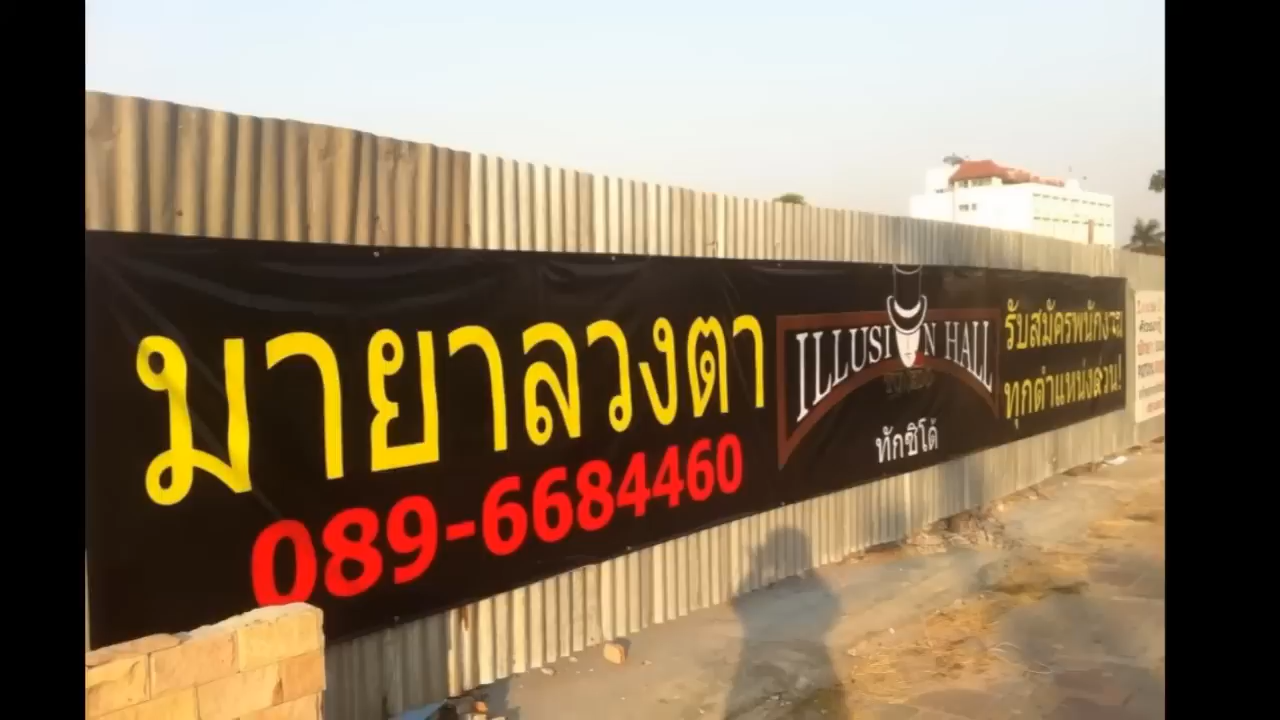 มายาลวงตา
089-6684460
ILLUSION HALL
ทักซิโด้
รับสมัครพนักงาน
ทุกตำแหน่งด่วน!